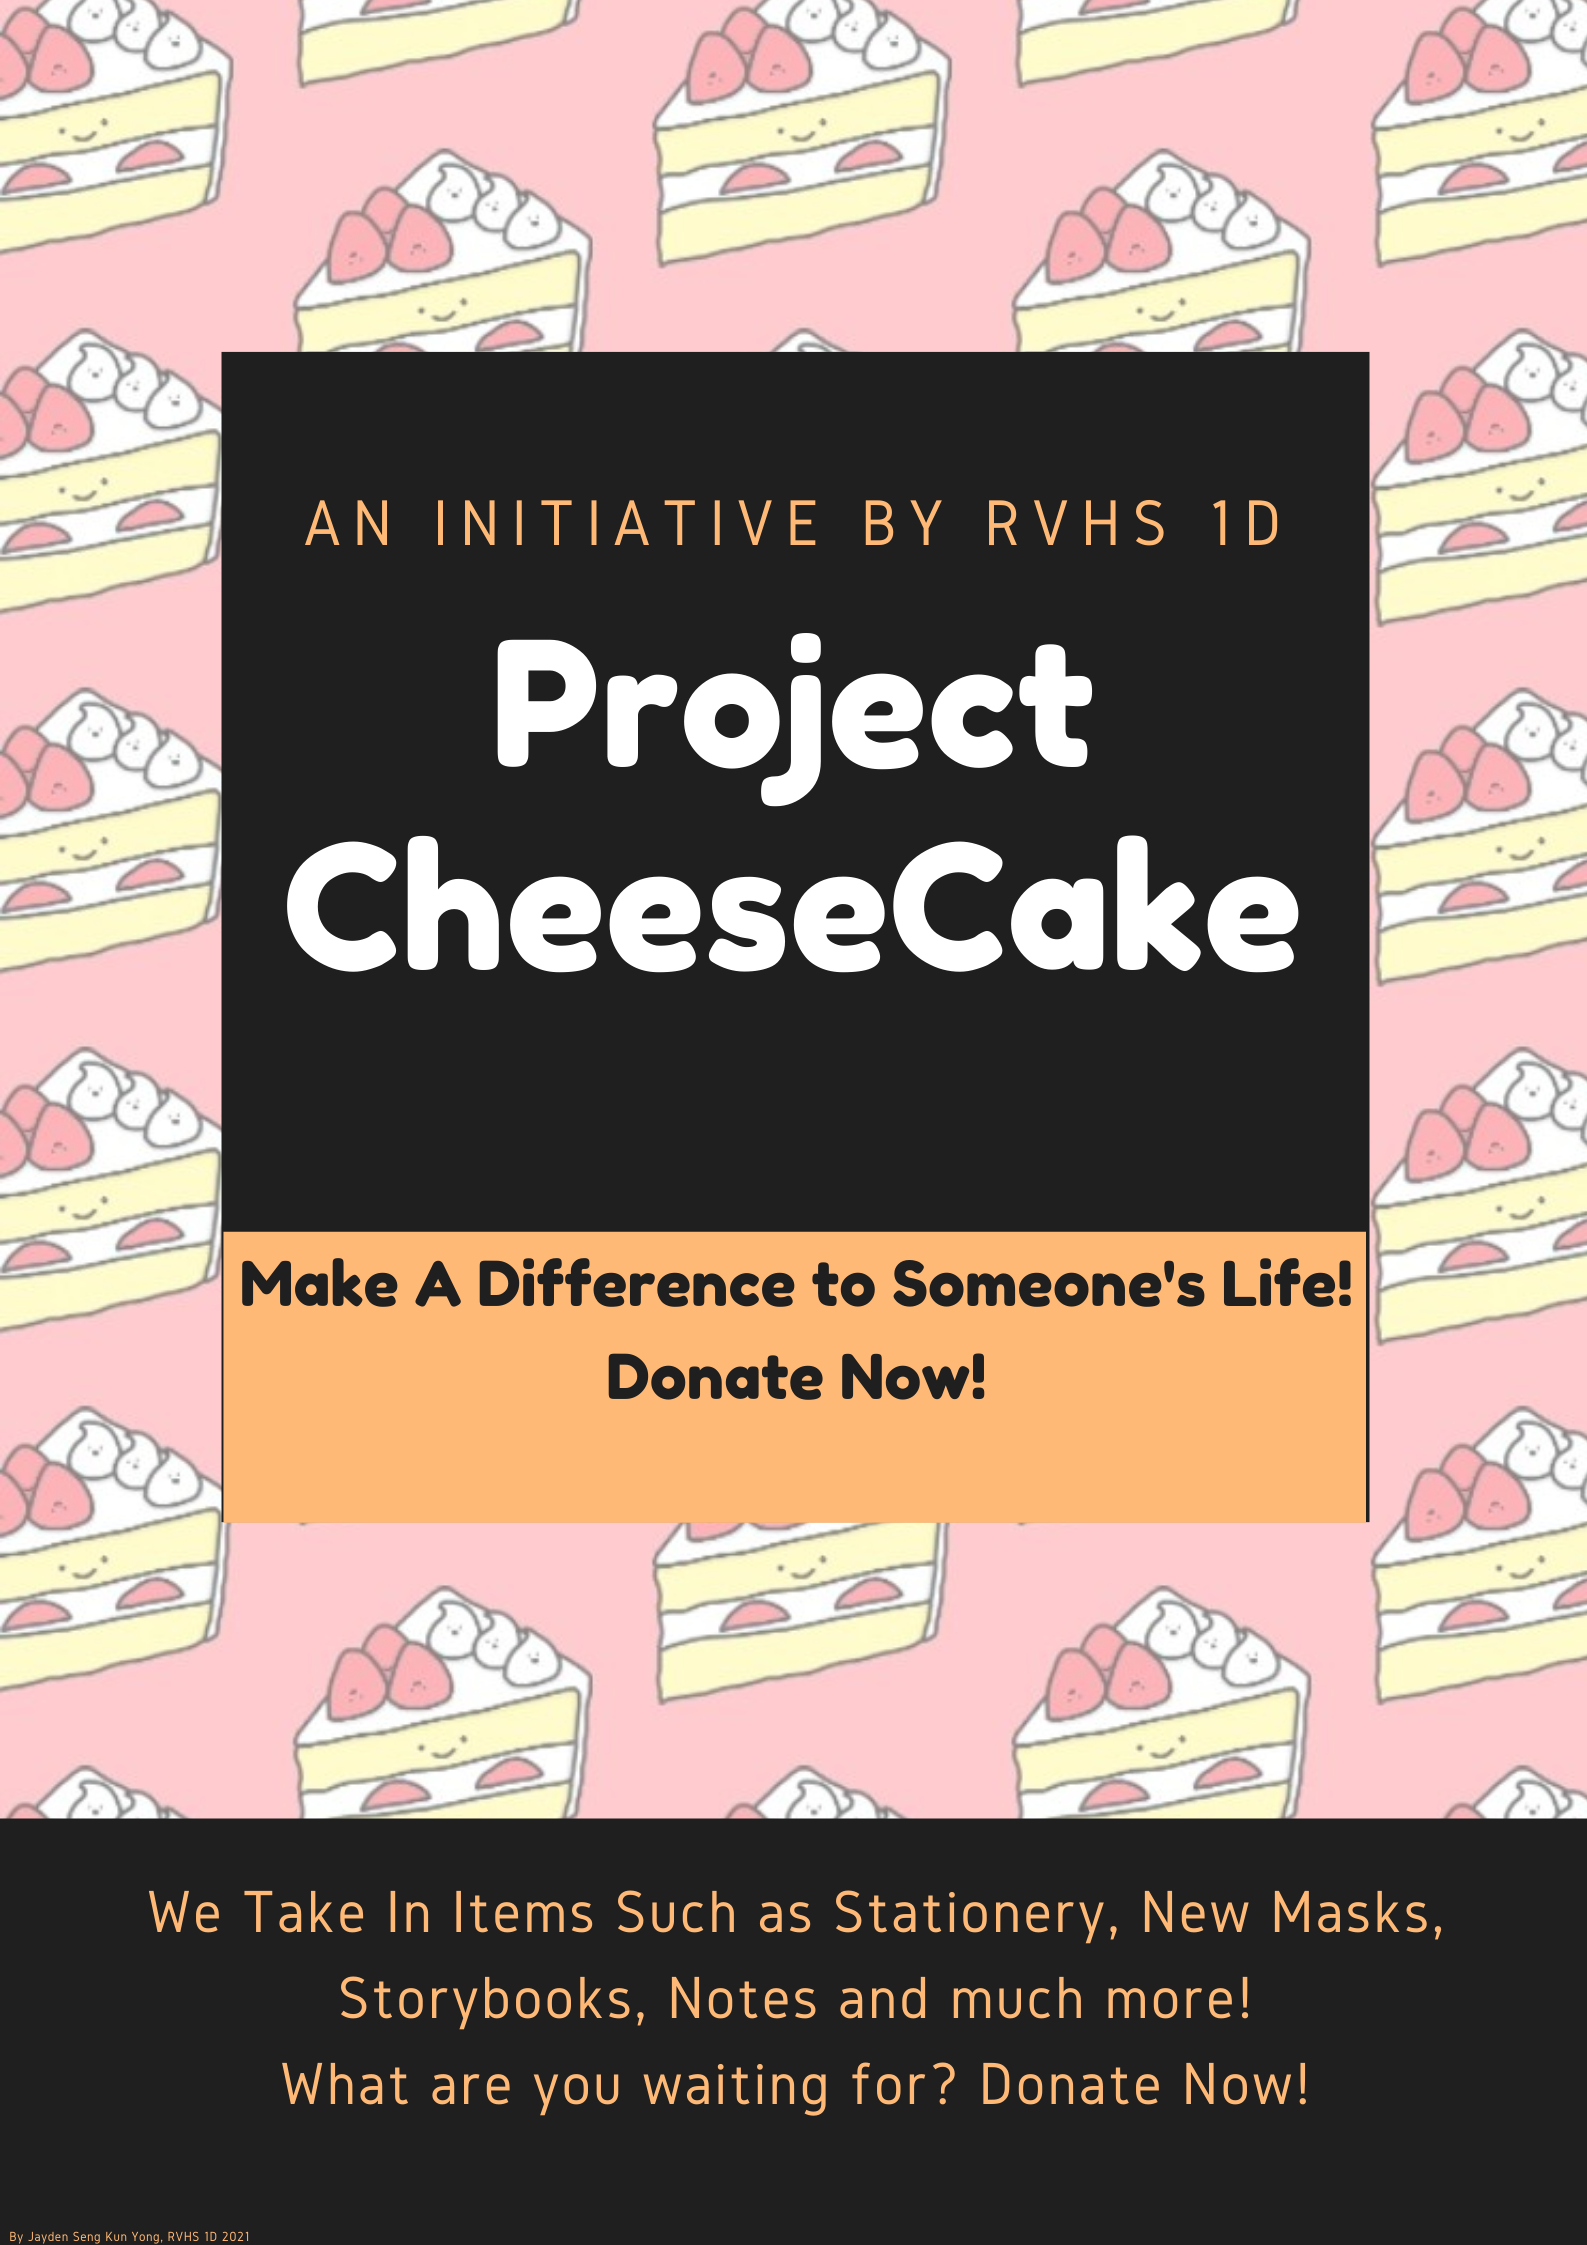 AN INITIATIVE BY RVHS 1D
Project
CheeseCake
Make A Difference to Someone's Life!
Donate Now!
We Take In Items Such as Stationery, New Masks,
Storybooks, Notes and much more!
What are you waiting for? Donate Now!
By Jayden Seng Kun Yong, RVHS 1D 2021